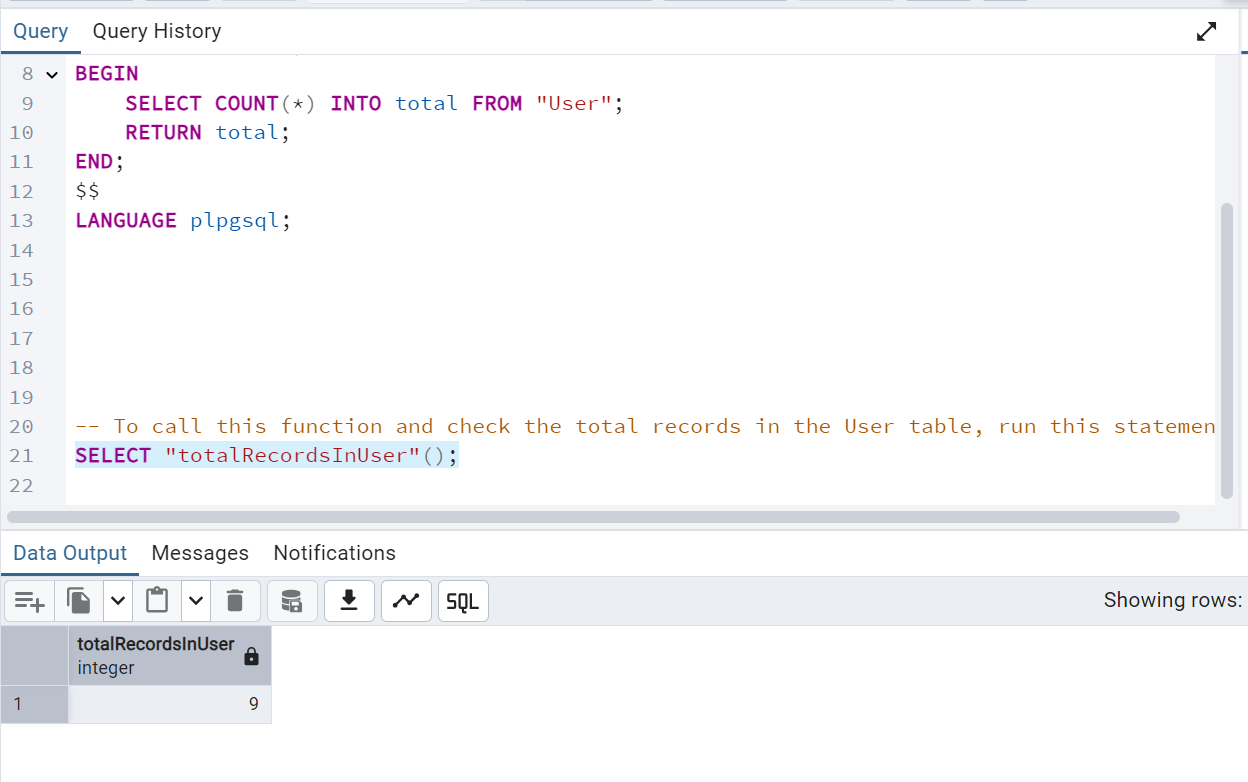 Query Query History
8 BEGIN
9 SELECT COUNT(*) INTO total FROM "User";
10 RETURN total;
11 END;
12 $$
13 LANGUAGE plpgsql;
14
15
16
17
18
19
20 -- To call this function and check the total records in the User table, run this statemen
21 SELECT "totalRecordsInUser"();
22
Data Output Messages Notifications
SQL Showing rows:
totalRecordsInUser
integer
1 9